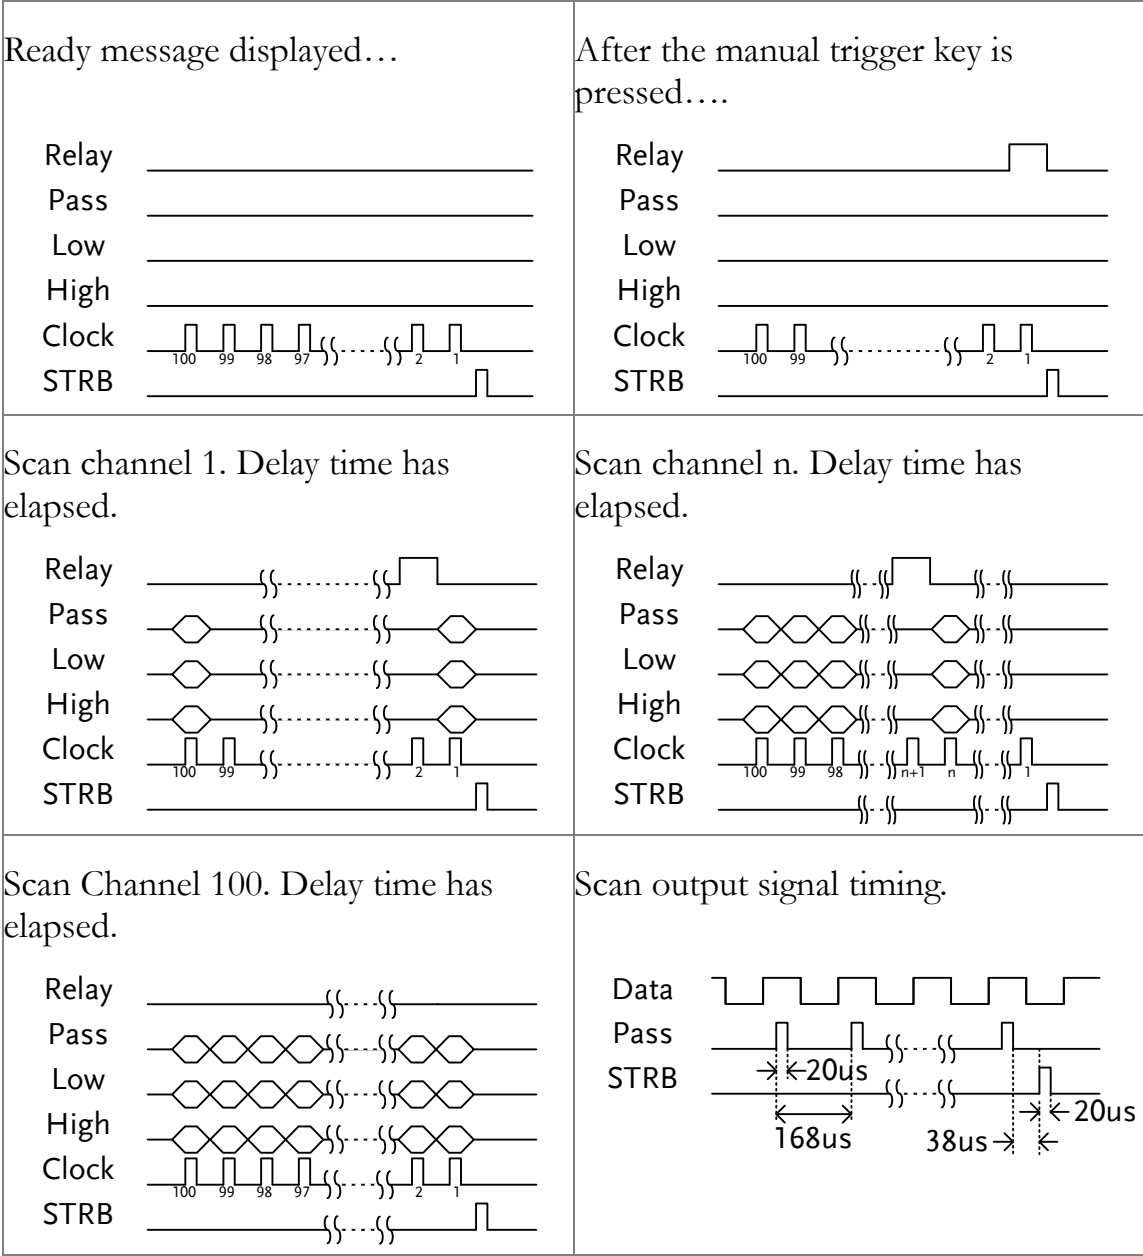 Ready message displayed…
Relay
Pass
Low
High
Clock
100 99 98 97 2 1
STRB
After the manual trigger key is
pressed….
Relay
Pass
Low
High
Clock
100 99 2 1
STRB
Scan channel 1. Delay time has
elapsed.
Relay
Pass
Low
High
Clock
100 99 2 1
STRB
Scan channel n. Delay time has
elapsed.
Relay
Pass
Low
High
Clock
100 99 98 n+1 n 1
STRB
Scan Channel 100. Delay time has
elapsed.
Relay
Pass
Low
High
Clock
100 99 98 97 2 1
STRB
Scan output signal timing.
Data
Pass
STRB
20us
168us
38us
20us